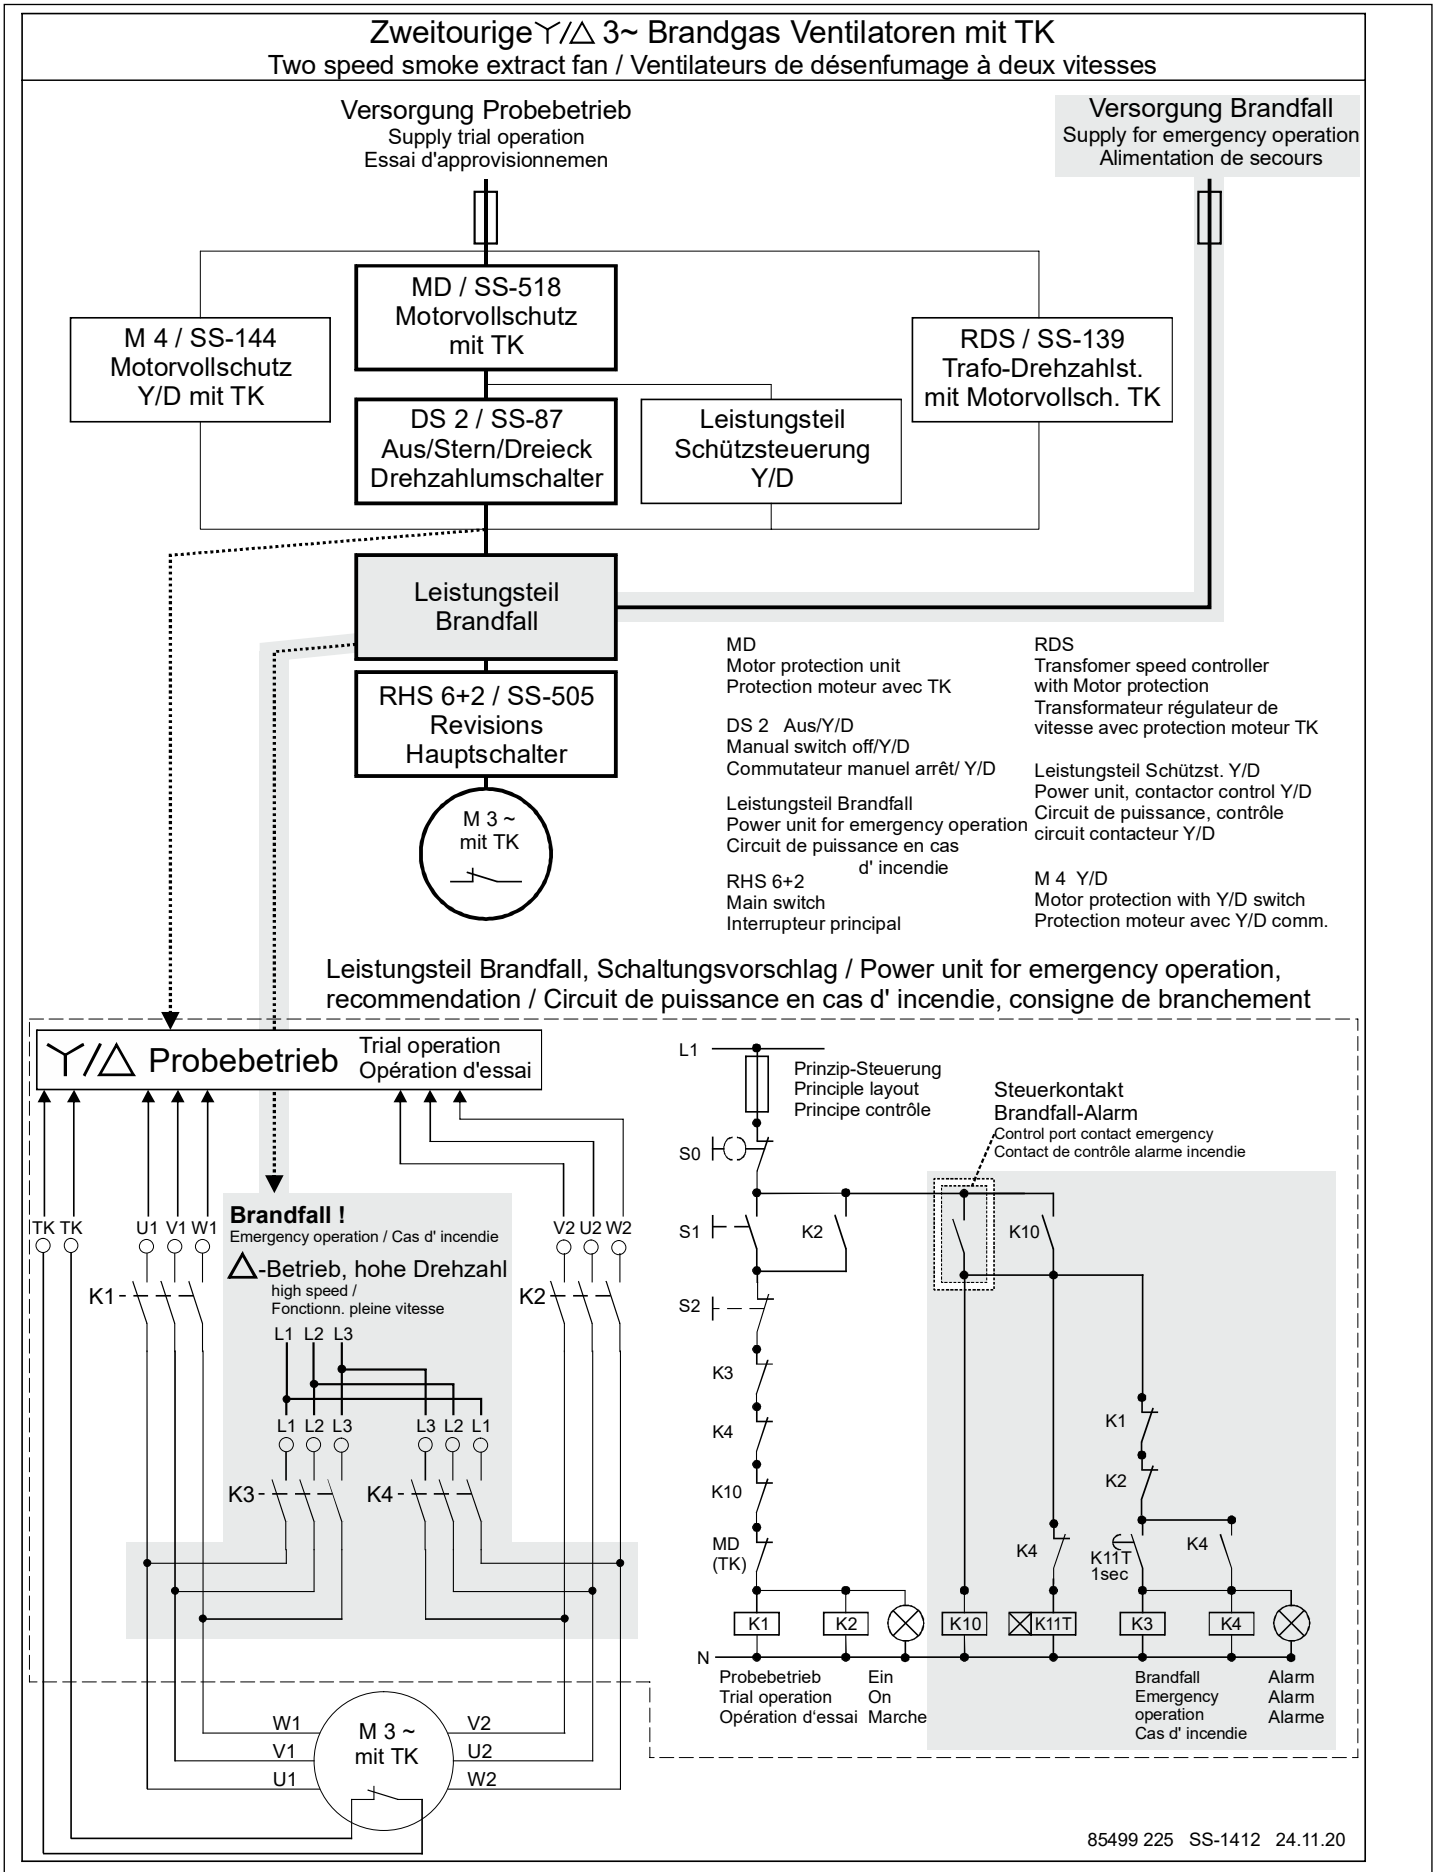 Zweitourige Y/△ 3~ Brandgas Ventilatoren mit TK
Two speed smoke extract fan / Ventilateurs de désenfumage à deux vitesses
Versorgung Probebetrieb
Supply trial operation
Essai d'approvisionnemen
Versorgung Brandfall
Supply for emergency operation
Alimentation de secours
MD / SS-518
Motorvollschutz
mit TK
M 4 / SS-144
Motorvollschutz
Y/D mit TK
RDS / SS-139
Trafo-Drehzahlst.
mit Motorvollsch. TK
DS 2 / SS-87
Aus/Stern/Dreieck
Drehzahlumschalter
Leistungsteil
Schützsteuerung
Y/D
Leistungsteil
Brandfall
RHS 6+2 / SS-505
Revisions
Hauptschalter
M 3 ~
mit TK
MD
Motor protection unit
Protection moteur avec TK
DS 2 Aus/Y/D
Manual switch off/Y/D
Commutateur manuel arrêt/ Y/D
Leistungsteil Brandfall
Power unit for emergency operation
Circuit de puissance en cas
d' incendie
RHS 6+2
Main switch
Interrupteur principal
RDS
Transfomer speed controller
with Motor protection
Transformateur régulateur de
vitesse avec protection moteur TK
Leistungsteil Schützst. Y/D
Power unit, contactor control Y/D
Circuit de puissance, contrôle
circuit contacteur Y/D
M 4 Y/D
Motor protection with Y/D switch
Protection moteur avec Y/D comm.
Leistungsteil Brandfall, Schaltungsvorschlag / Power unit for emergency operation,
recommendation / Circuit de puissance en cas d' incendie, consigne de branchement
Y/△ Probebetrieb
Trial operation
Opération d'essai
TK TK
U1 V1 W1
V2 U2 W2
Brandfall !
Emergency operation / Cas d' incendie
△-Betrieb, hohe Drehzahl
high speed /
Fonctionn. pleine vitesse
K1
K2
L1 L2 L3
L1 L2 L3
L3 L2 L1
K3
K4
W1
V1
U1
M 3 ~
mit TK
V2
U2
W2
L1
Prinzip-Steuerung
Principle layout
Principe contrôle
Steuerkontakt
Brandfall-Alarm
Control port contact emergency
Contact de contrôle alarme incendie
S0
S1
K2
K10
S2
K3
K4
K10
MD
(TK)
K1
K2
K4
K11T
1sec
K4
K1
K2
K10
K11T
K3
K4
N
Probebetrieb
Trial operation
Opération d'essai
Ein
On
Marche
Brandfall
Emergency
operation
Cas d' incendie
Alarm
Alarm
Alarme
85499 225 SS-1412 24.11.20